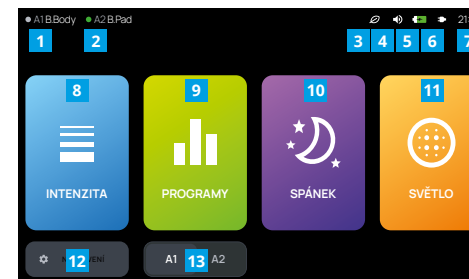 A1 B.Body A2 B.Pad 21:
1 2 3 4 5 6 7
8 9 10 11
INTENZITA PROGRAMY SPÁNEK SVĚTLO
12 A1 13 A2